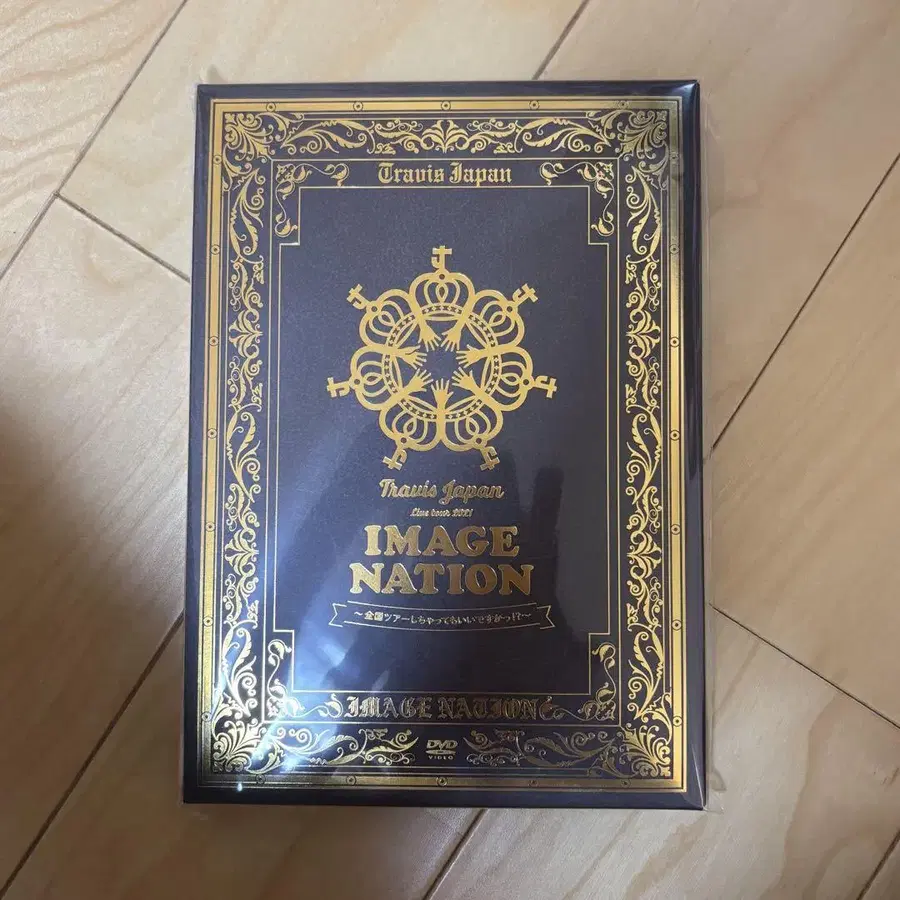 Travis Japan
Travis Japan
Live tour 2021
IMAGE
NATION
～全国ツアーしちゃってもいいですかっ!?～
IMAGE NATION
DVD
VIDEO